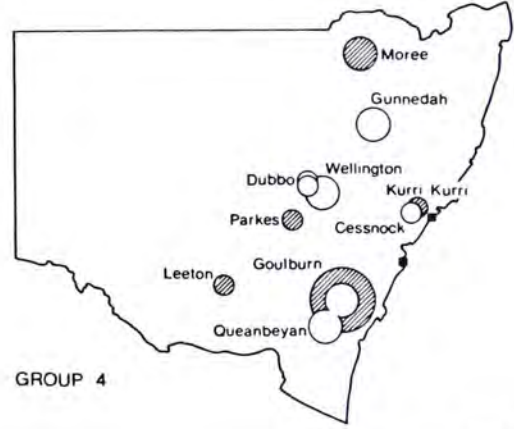 Moree
Gunnedah
Wellington
Dubbo
Kurri Kurri
Parkes
Cessnock
Leeton
Goulburn
Queanbeyan
GROUP 4